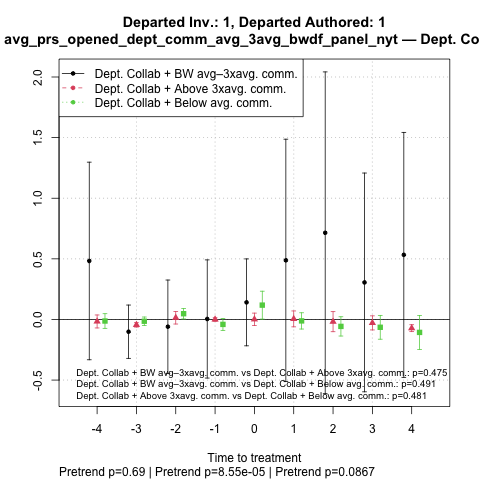 Departed Inv.: 1, Departed Authored: 1
avg_prs_opened_dept_comm_avg_3avg_bwdf_panel_nyt — Dept. Co
Dept. Collab + BW avg–3xavg. comm.
Dept. Collab + Above 3xavg. comm.
Dept. Collab + Below avg. comm.
2.0
1.5
1.0
0.5
0.0
-0.5
Dept. Collab + BW avg–3xavg. comm. vs Dept. Collab + Above 3xavg. comm.: p=0.475
Dept. Collab + BW avg–3xavg. comm. vs Dept. Collab + Below avg. comm.: p=0.491
Dept. Collab + Above 3xavg. comm. vs Dept. Collab + Below avg. comm.: p=0.481
-4 -3 -2 -1 0 1 2 3 4
Time to treatment
Pretrend p=0.69 | Pretrend p=8.55e-05 | Pretrend p=0.0867